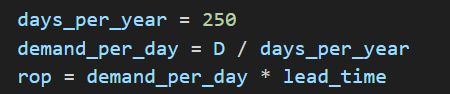 days_per_year = 250
demand_per_day = D / days_per_year
rop = demand_per_day * lead_time